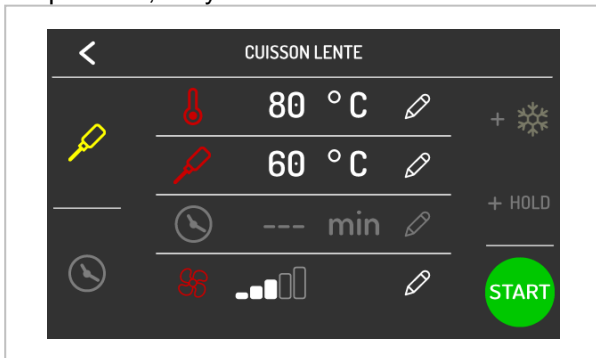 CUISSON LENTE
80 °C
+
60 °C
--- min
+ HOLD
START